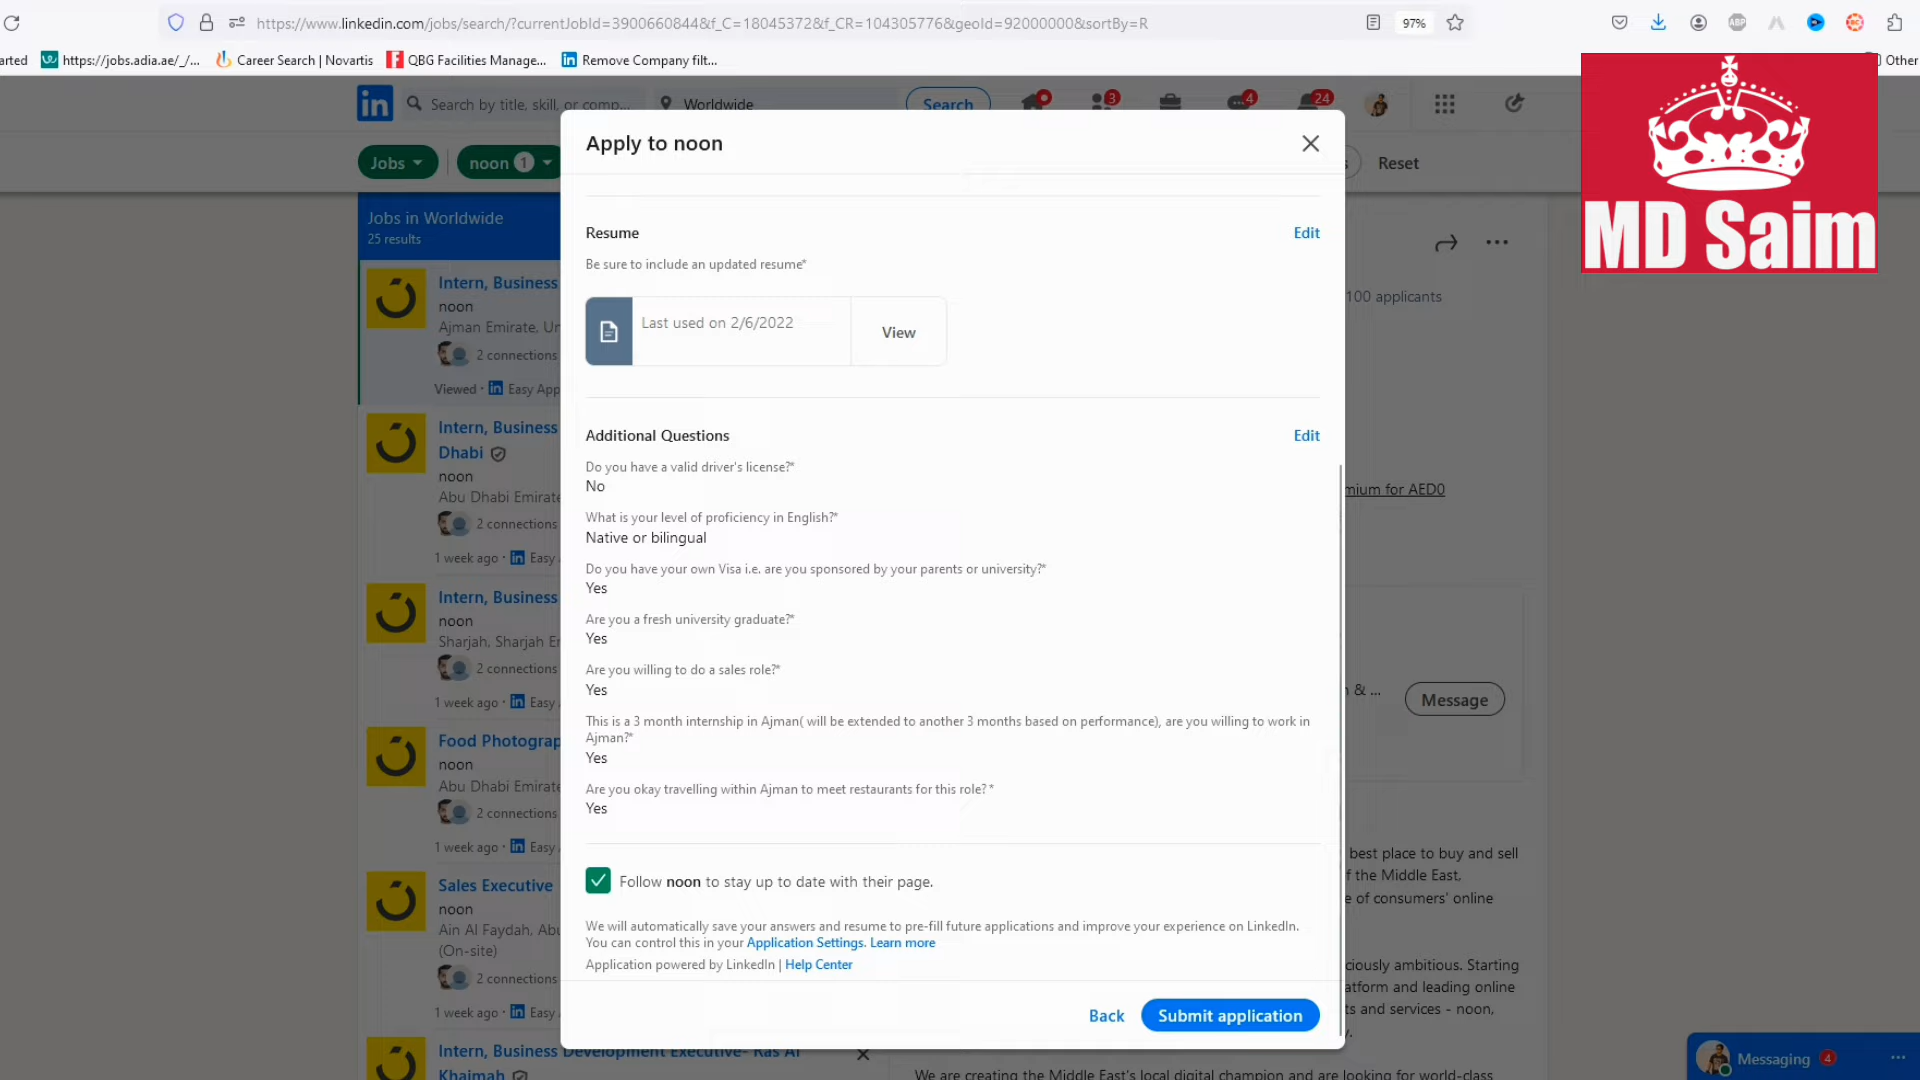 https://www.linkedin.com/jobs/search/?currentJobId=3900660844&f_C=18045372&f_CR=104305776&geoId=92000000&sortBy=R
97%
ABP
arted
https://jobs.adia.ae/_/...
Career Search | Novartis
QBG Facilities Manage...
Remove Company filt...
Other
MD Saim
in
Search by title, skill, or comp...
Worldwide
Search
3
4
24
Jobs
noon 1
Reset
Jobs in Worldwide
25 results
Intern, Business
noon
Ajman Emirate, Un
2 connections
Viewed · Easy App
Intern, Business
Dhabi
noon
Abu Dhabi Emirate
2 connections
1 week ago · Easy
Intern, Business
noon
Sharjah, Sharjah E
2 connections
1 week ago · Easy
Food Photograp
noon
Abu Dhabi Emirate
2 connections
1 week ago · Easy
Sales Executive
noon
Ain Al Faydah, Abu
(On-site)
2 connections
1 week ago · Easy
Intern, Business Development Executive- Ras Al
Khaimah
Apply to noon
Resume
Edit
Be sure to include an updated resume*
Last used on 2/6/2022
View
Additional Questions
Edit
Do you have a valid driver's license?*
No
What is your level of proficiency in English?*
Native or bilingual
Do you have your own Visa i.e. are you sponsored by your parents or university?*
Yes
Are you a fresh university graduate?*
Yes
Are you willing to do a sales role?*
Yes
This is a 3 month internship in Ajman( will be extended to another 3 months based on performance), are you willing to work in
Ajman?*
Yes
Are you okay travelling within Ajman to meet restaurants for this role? *
Yes
Follow noon to stay up to date with their page.
We will automatically save your answers and resume to pre-fill future applications and improve your experience on LinkedIn.
You can control this in your Application Settings. Learn more
Application powered by LinkedIn | Help Center
Back
Submit application
100 applicants
mium for AED0
n & ...
Message
best place to buy and sell
f the Middle East,
e of consumers' online
ciously ambitious. Starting
atform and leading online
ts and services - noon,
y.
We are creating the Middle East's local digital champion and are looking for world-class
Messaging 4